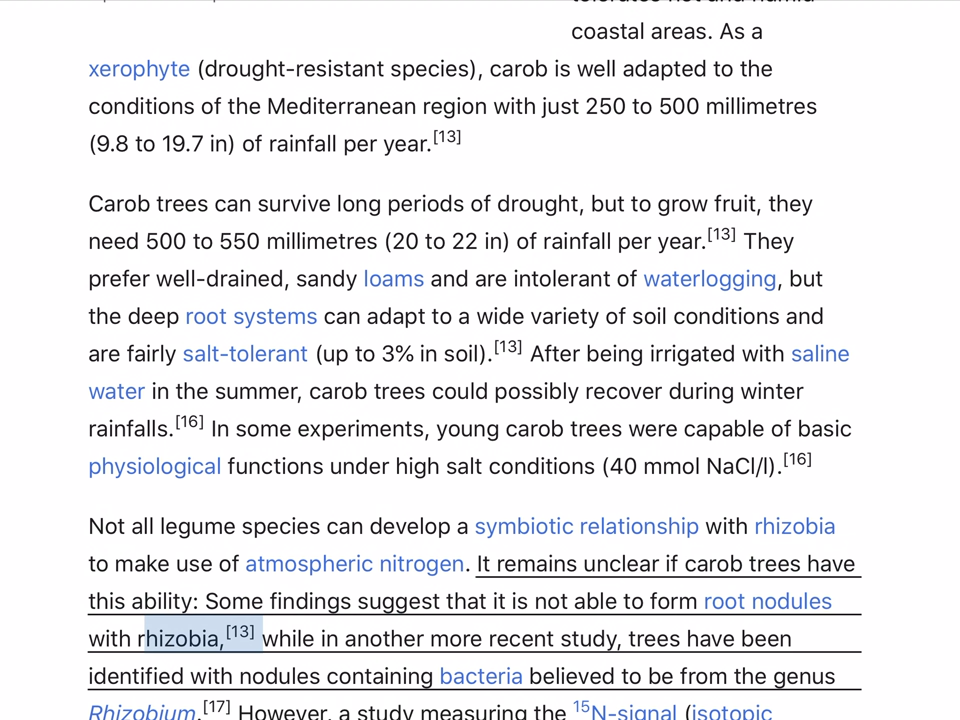 tolerates hot and humid
coastal areas. As a
xerophyte (drought-resistant species), carob is well adapted to the
conditions of the Mediterranean region with just 250 to 500 millimetres
(9.8 to 19.7 in) of rainfall per year.[13]
Carob trees can survive long periods of drought, but to grow fruit, they
need 500 to 550 millimetres (20 to 22 in) of rainfall per year.[13] They
prefer well-drained, sandy loams and are intolerant of waterlogging, but
the deep root systems can adapt to a wide variety of soil conditions and
are fairly salt-tolerant (up to 3% in soil).[13] After being irrigated with saline
water in the summer, carob trees could possibly recover during winter
rainfalls.[16] In some experiments, young carob trees were capable of basic
physiological functions under high salt conditions (40 mmol NaCl/l).[16]
Not all legume species can develop a symbiotic relationship with rhizobia
to make use of atmospheric nitrogen. It remains unclear if carob trees have
this ability: Some findings suggest that it is not able to form root nodules
with rhizobia,[13] while in another more recent study, trees have been
identified with nodules containing bacteria believed to be from the genus
Rhizobium.[17] However, a study measuring the 15N-signal (isotopic